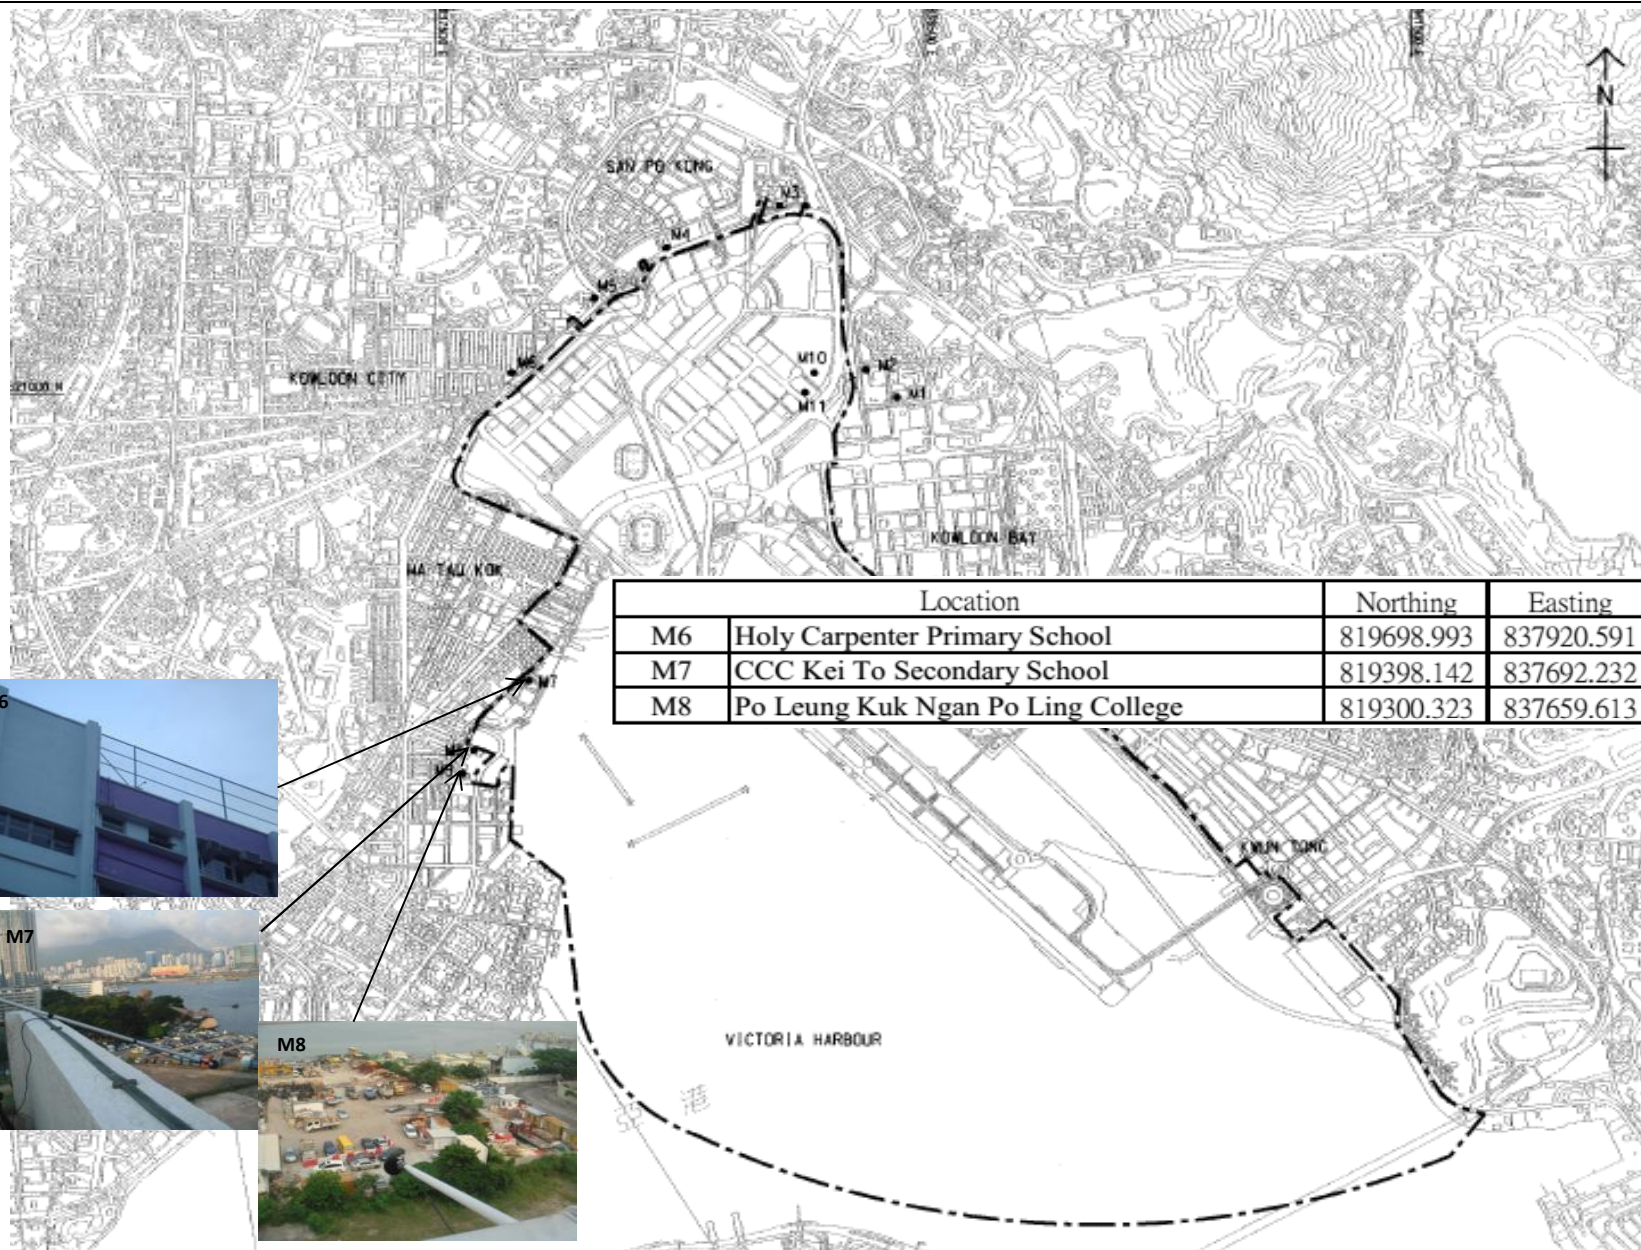 N
SAN PO KONG
M3
M4
M5
M6
KOWLOON CITY
M10
M2
M11
M1
KOWLOON BAY
MA TAU KOK
Location Northing Easting
M6 Holy Carpenter Primary School 819698.993 837920.591
M7 CCC Kei To Secondary School 819398.142 837692.232
M8 Po Leung Kuk Ngan Po Ling College 819300.323 837659.613
M7
6
KWUN TONG
M7
M8
VICTORIA HARBOUR
港